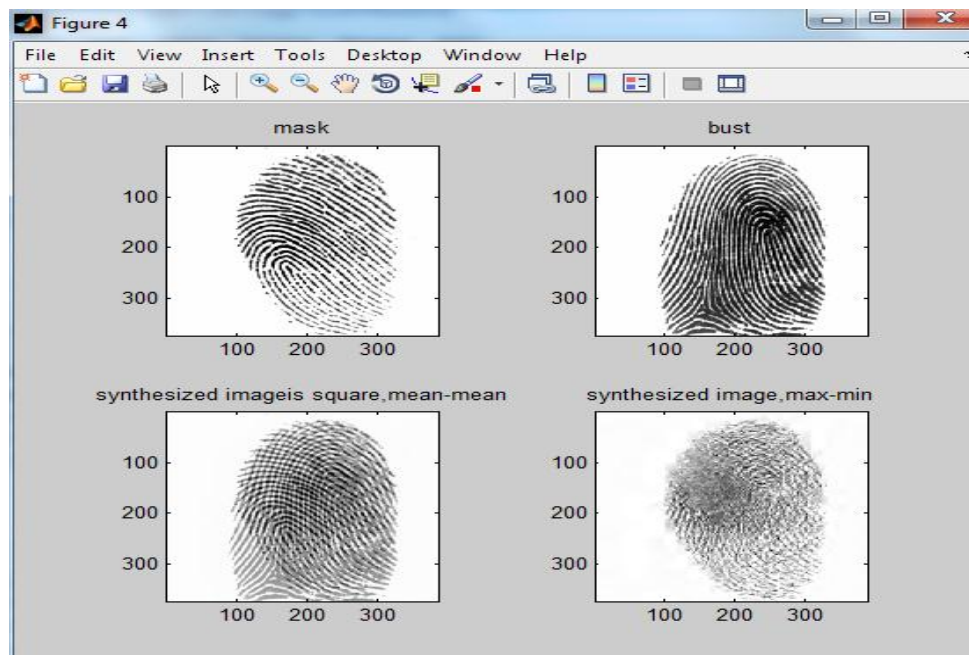 Figure 4
File Edit View Insert Tools Desktop Window Help
mask
100
200
300
100 200 300
bust
100
200
300
100 200 300
synthesized imageis square,mean-mean
100
200
300
100 200 300
synthesized image,max-min
100
200
300
100 200 300